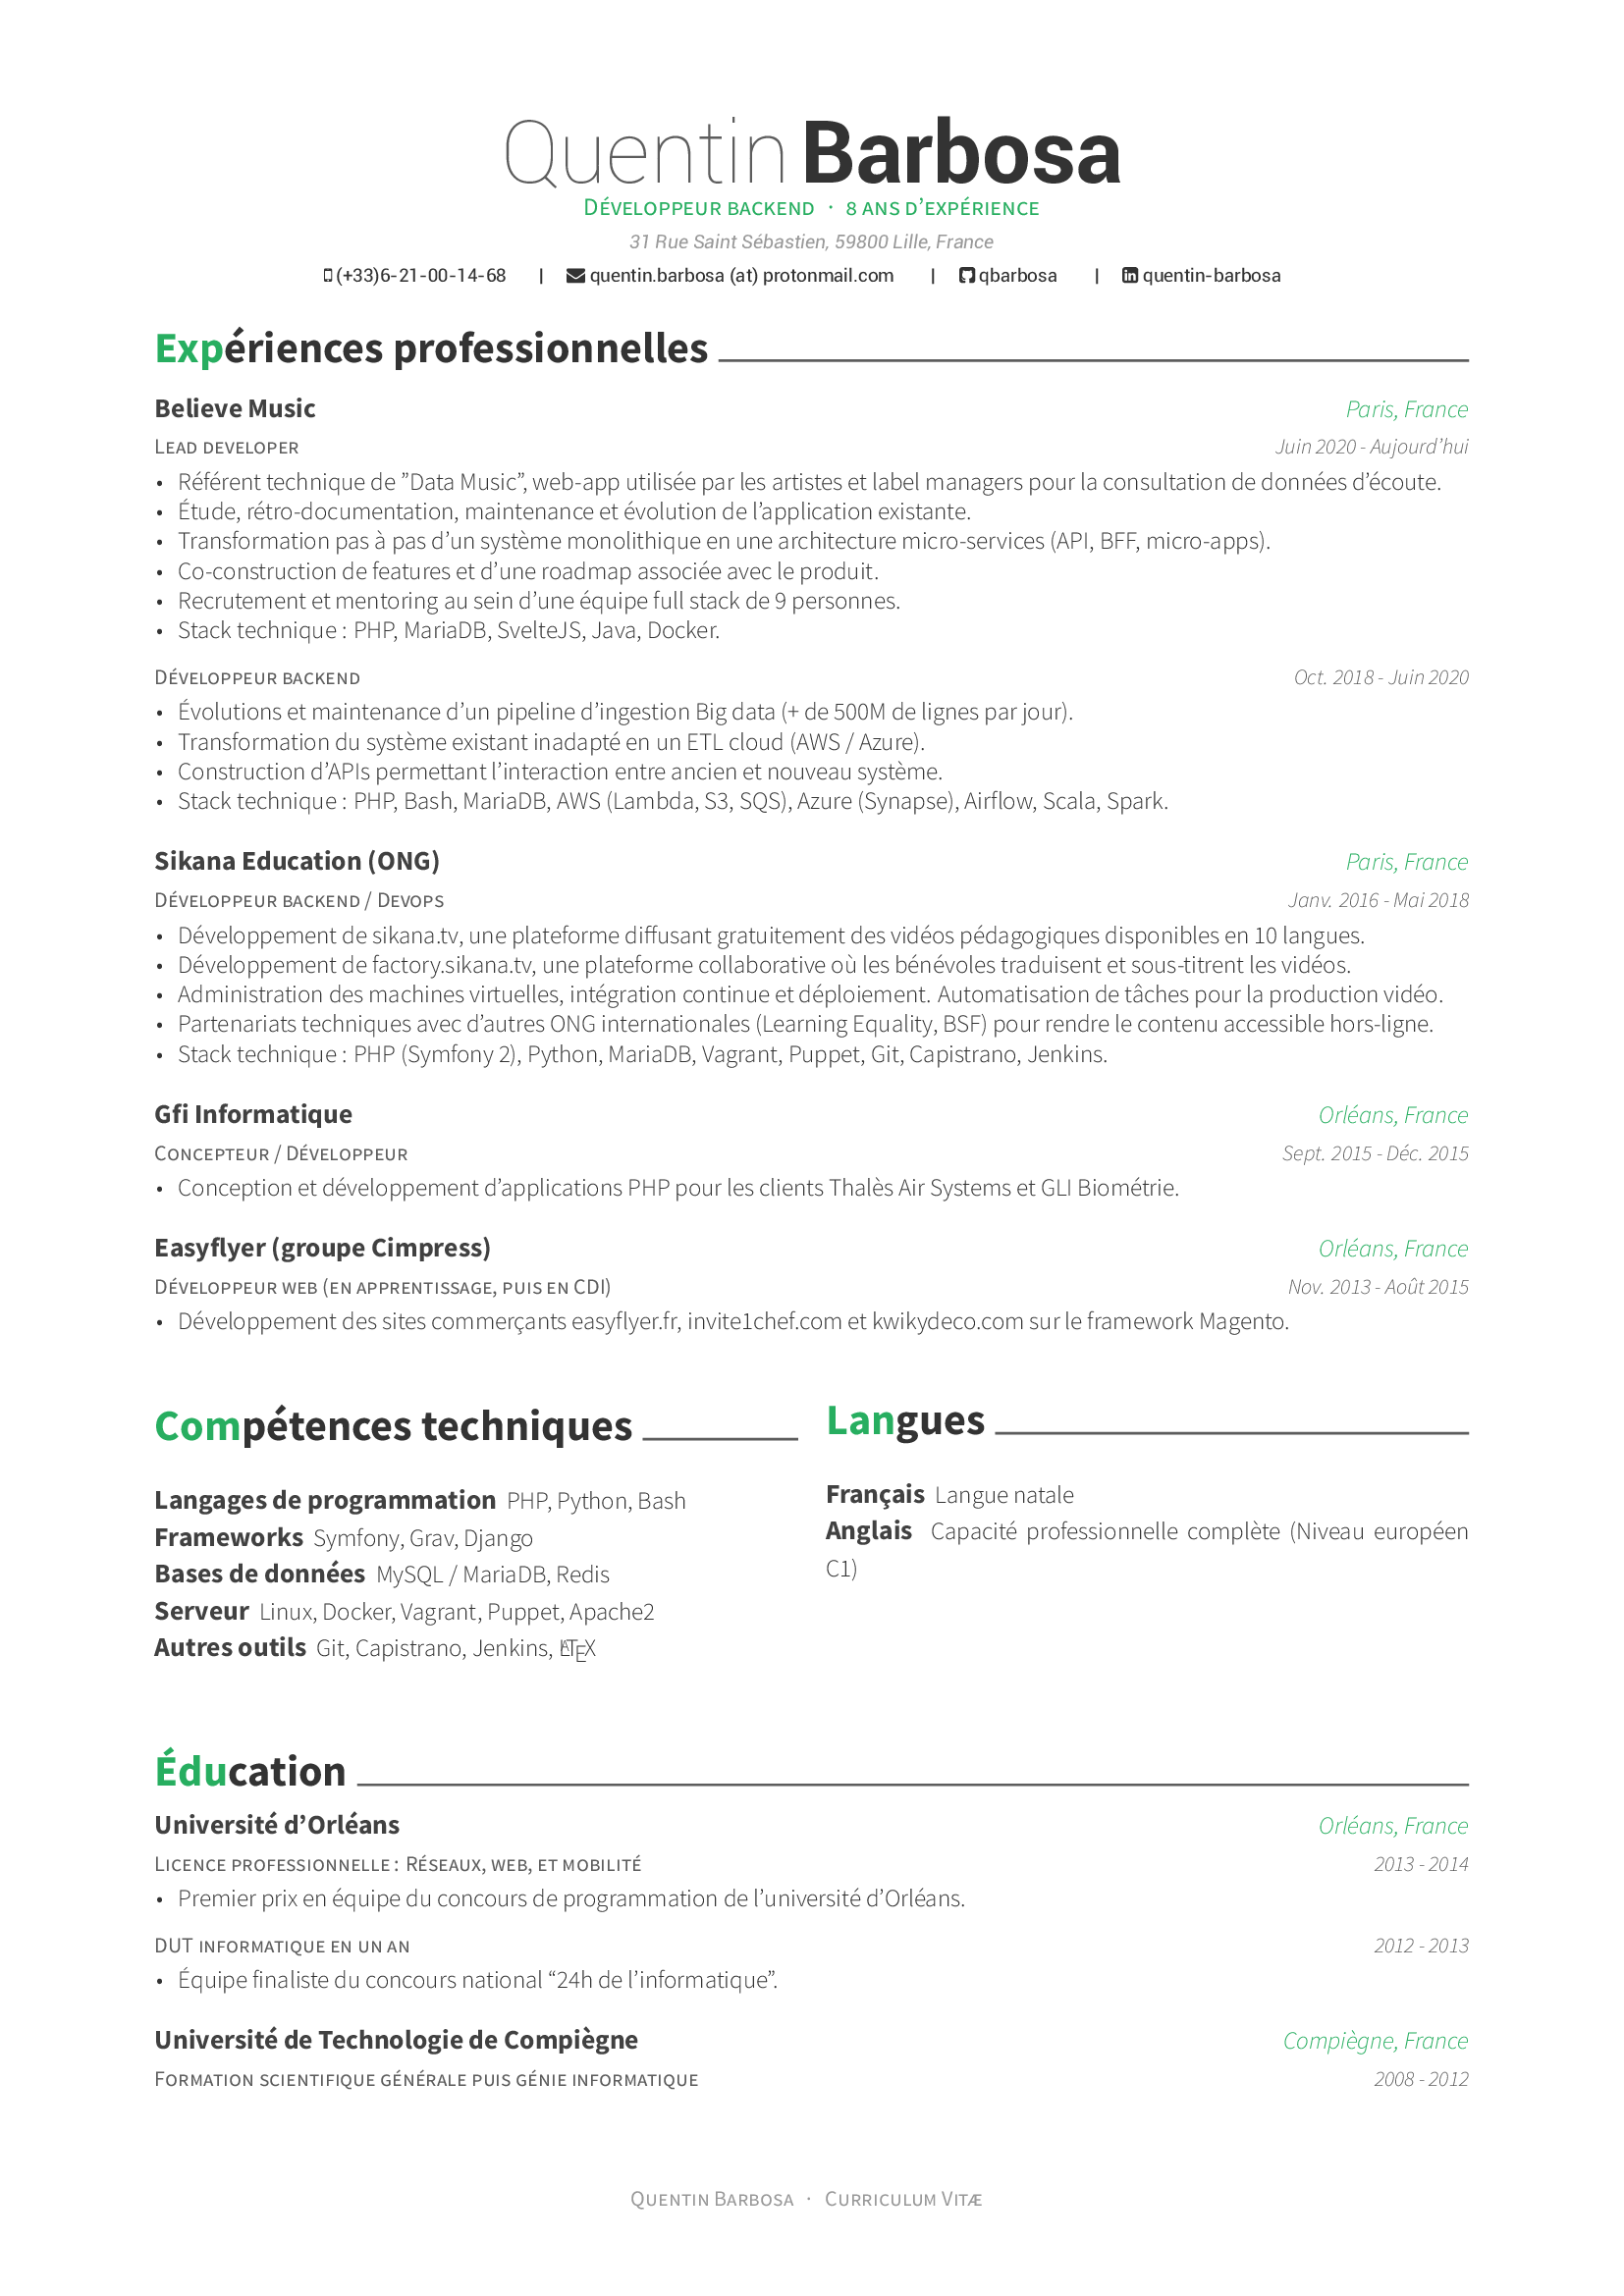 Quentin Barbosa
Développeur backend · 8 ans d’expérience
31 Rue Saint Sébastien, 59800 Lille, France
(+33)6-21-00-14-68 | quentin.barbosa (at) protonmail.com | qbarbosa | quentin-barbosa
Expériences professionnelles
Believe Music Paris, France
Lead developer Juin 2020 - Aujourd’hui
• Référent technique de ”Data Music”, web-app utilisée par les artistes et label managers pour la consultation de données d’écoute.
• Étude, rétro-documentation, maintenance et évolution de l’application existante.
• Transformation pas à pas d’un système monolithique en une architecture micro-services (API, BFF, micro-apps).
• Co-construction de features et d’une roadmap associée avec le produit.
• Recrutement et mentoring au sein d’une équipe full stack de 9 personnes.
• Stack technique : PHP, MariaDB, SvelteJS, Java, Docker.
Développeur backend Oct. 2018 - Juin 2020
• Évolutions et maintenance d’un pipeline d’ingestion Big data (+ de 500M de lignes par jour).
• Transformation du système existant inadapté en un ETL cloud (AWS / Azure).
• Construction d’APIs permettant l’interaction entre ancien et nouveau système.
• Stack technique : PHP, Bash, MariaDB, AWS (Lambda, S3, SQS), Azure (Synapse), Airflow, Scala, Spark.
Sikana Education (ONG) Paris, France
Développeur backend / Devops Janv. 2016 - Mai 2018
• Développement de sikana.tv, une plateforme diffusant gratuitement des vidéos pédagogiques disponibles en 10 langues.
• Développement de factory.sikana.tv, une plateforme collaborative où les bénévoles traduisent et sous-titrent les vidéos.
• Administration des machines virtuelles, intégration continue et déploiement. Automatisation de tâches pour la production vidéo.
• Partenariats techniques avec d’autres ONG internationales (Learning Equality, BSF) pour rendre le contenu accessible hors-ligne.
• Stack technique : PHP (Symfony 2), Python, MariaDB, Vagrant, Puppet, Git, Capistrano, Jenkins.
Gfi Informatique Orléans, France
Concepteur / Développeur Sept. 2015 - Déc. 2015
• Conception et développement d’applications PHP pour les clients Thalès Air Systems et GLI Biométrie.
Easyflyer (groupe Cimpress) Orléans, France
Développeur web (en apprentissage, puis en CDI) Nov. 2013 - Août 2015
• Développement des sites commerçants easyflyer.fr, invite1chef.com et kwikydeco.com sur le framework Magento.
Compétences techniques
Langages de programmation PHP, Python, Bash
Frameworks Symfony, Grav, Django
Bases de données MySQL / MariaDB, Redis
Serveur Linux, Docker, Vagrant, Puppet, Apache2
Autres outils Git, Capistrano, Jenkins, LATEX
Langues
Français Langue natale
Anglais Capacité professionnelle complète (Niveau européen
C1)
Éducation
Université d’Orléans Orléans, France
Licence professionnelle : Réseaux, web, et mobilité 2013 - 2014
• Premier prix en équipe du concours de programmation de l’université d’Orléans.
DUT informatique en un an 2012 - 2013
• Équipe finaliste du concours national “24h de l’informatique”.
Université de Technologie de Compiègne Compiègne, France
Formation scientifique générale puis génie informatique 2008 - 2012
Quentin Barbosa · Curriculum Vitæ